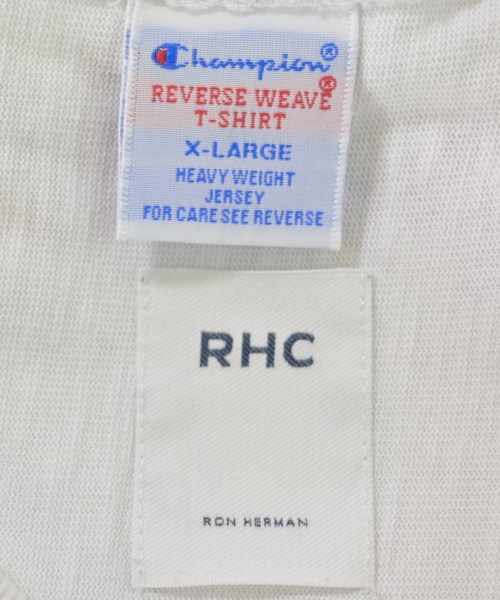 Champion®
REVERSE WEAVE®
T-SHIRT
X-LARGE
HEAVY WEIGHT
JERSEY
FOR CARE SEE REVERSE
RHC
RON HERMAN